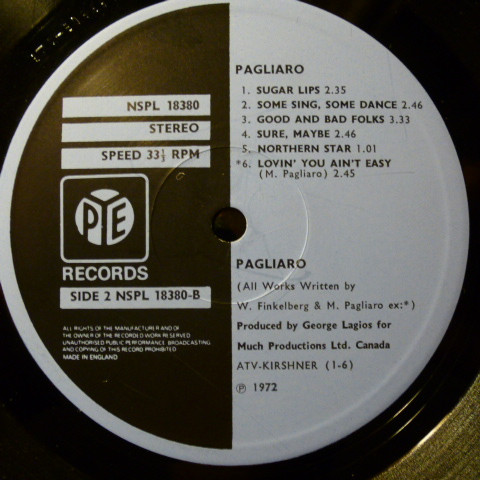 NSPL 18380
STEREO
SPEED 33⅓ RPM
PYE
RECORDS
SIDE 2 NSPL 18380-B
ALL RIGHTS OF THE MANUFACTURER AND OF
THE OWNER OF THE RECORDED WORK RESERVED
UNAUTHORISED PUBLIC PERFORMANCE BROADCASTING
AND COPYING OF THIS RECORD PROHIBITED
MADE IN ENGLAND
PAGLIARO
1. SUGAR LIPS 2.35
2. SOME SING, SOME DANCE 2.46
3. GOOD AND BAD FOLKS 3.33
4. SURE, MAYBE 2.46
5. NORTHERN STAR 1.01
*6. LOVIN' YOU AIN'T EASY
(M. Pagliaro) 2.45
PAGLIARO
(All Works Written by
W. Finkelberg & M. Pagliaro ex:*)
Produced by George Lagios for
Much Productions Ltd. Canada
ATV-KIRSHNER (1-6)
℗ 1972